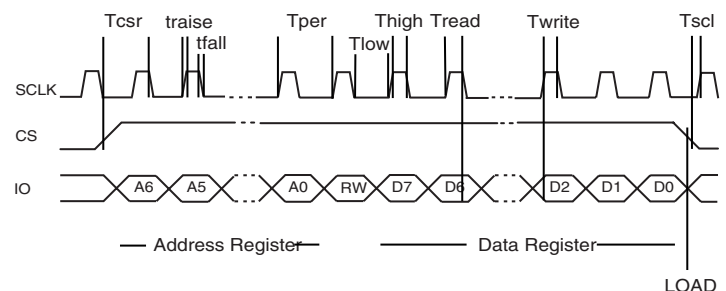 Tcsr traise Tper Thigh Tread Twrite Tscl
tfall Tlow
SCLK
CS
IO A6 A5 A0 RW D7 D6 D2 D1 D0
Address Register Data Register
LOAD